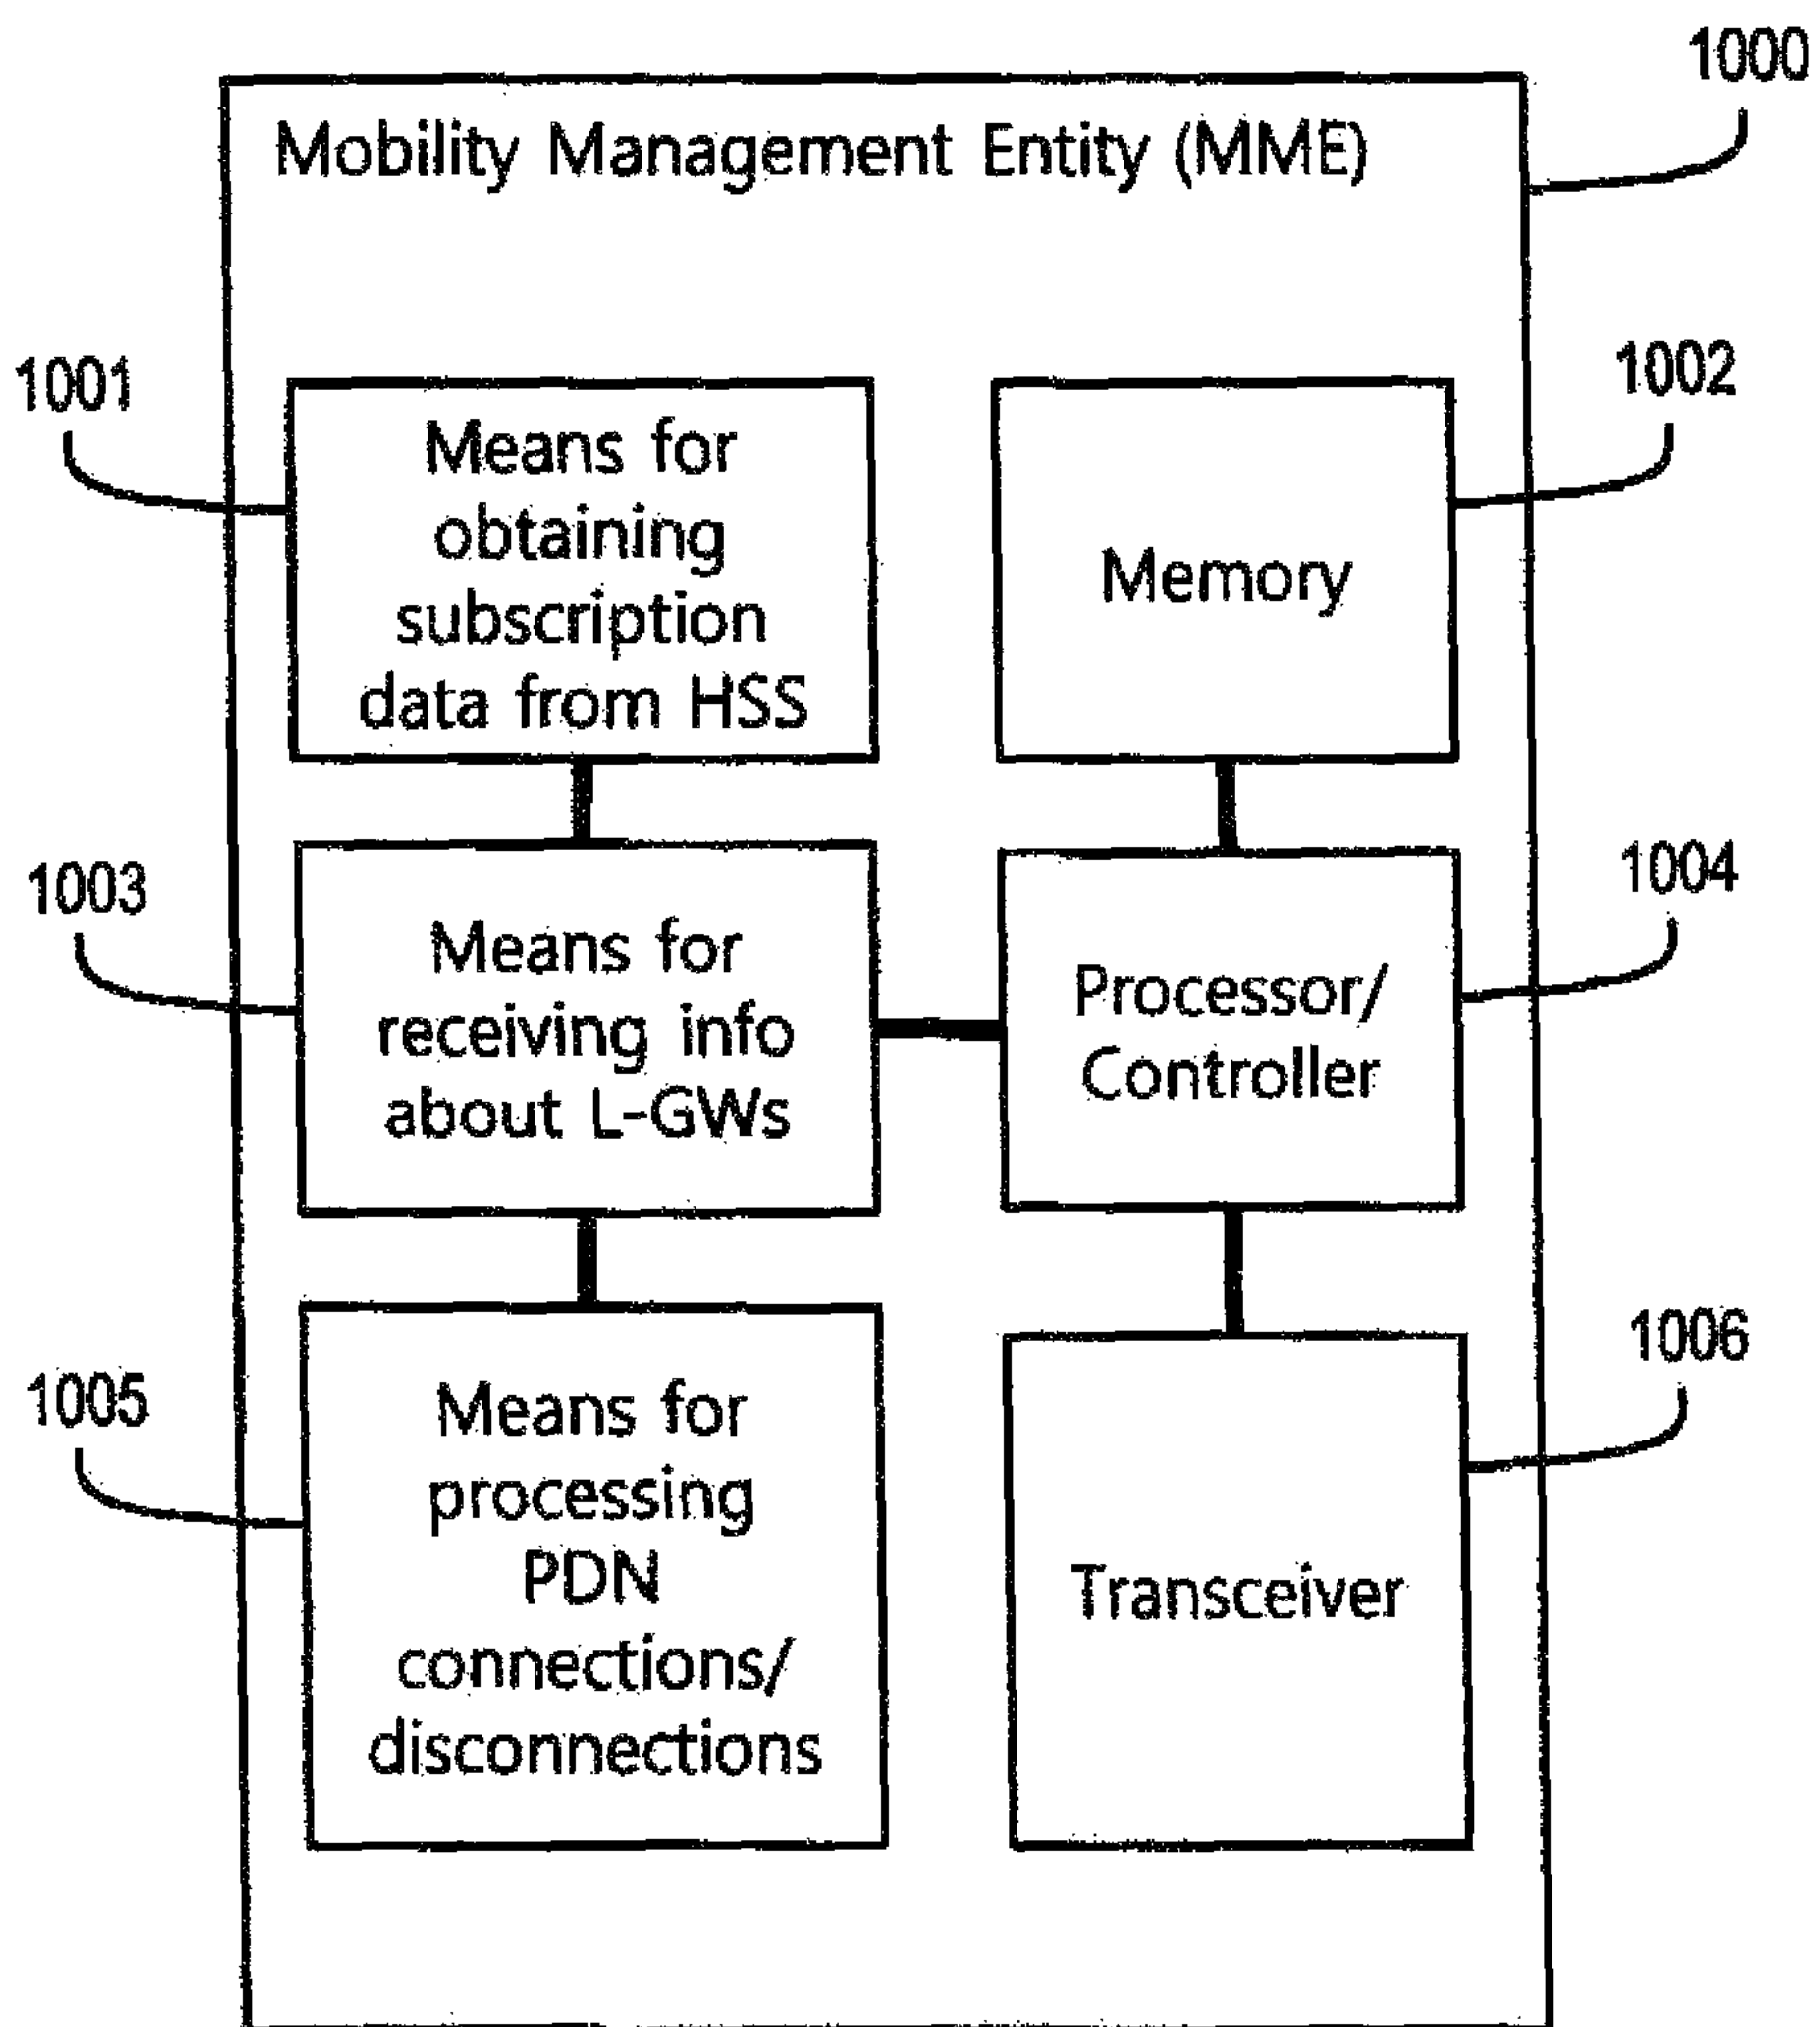 1000
Mobility Management Entity (MME)
1001
Means for
obtaining
subscription
data from HSS
1002
Memory
1003
Means for
receiving info
about L-GWs
1004
Processor/
Controller
1005
Means for
processing
PDN
connections/
disconnections
1006
Transceiver